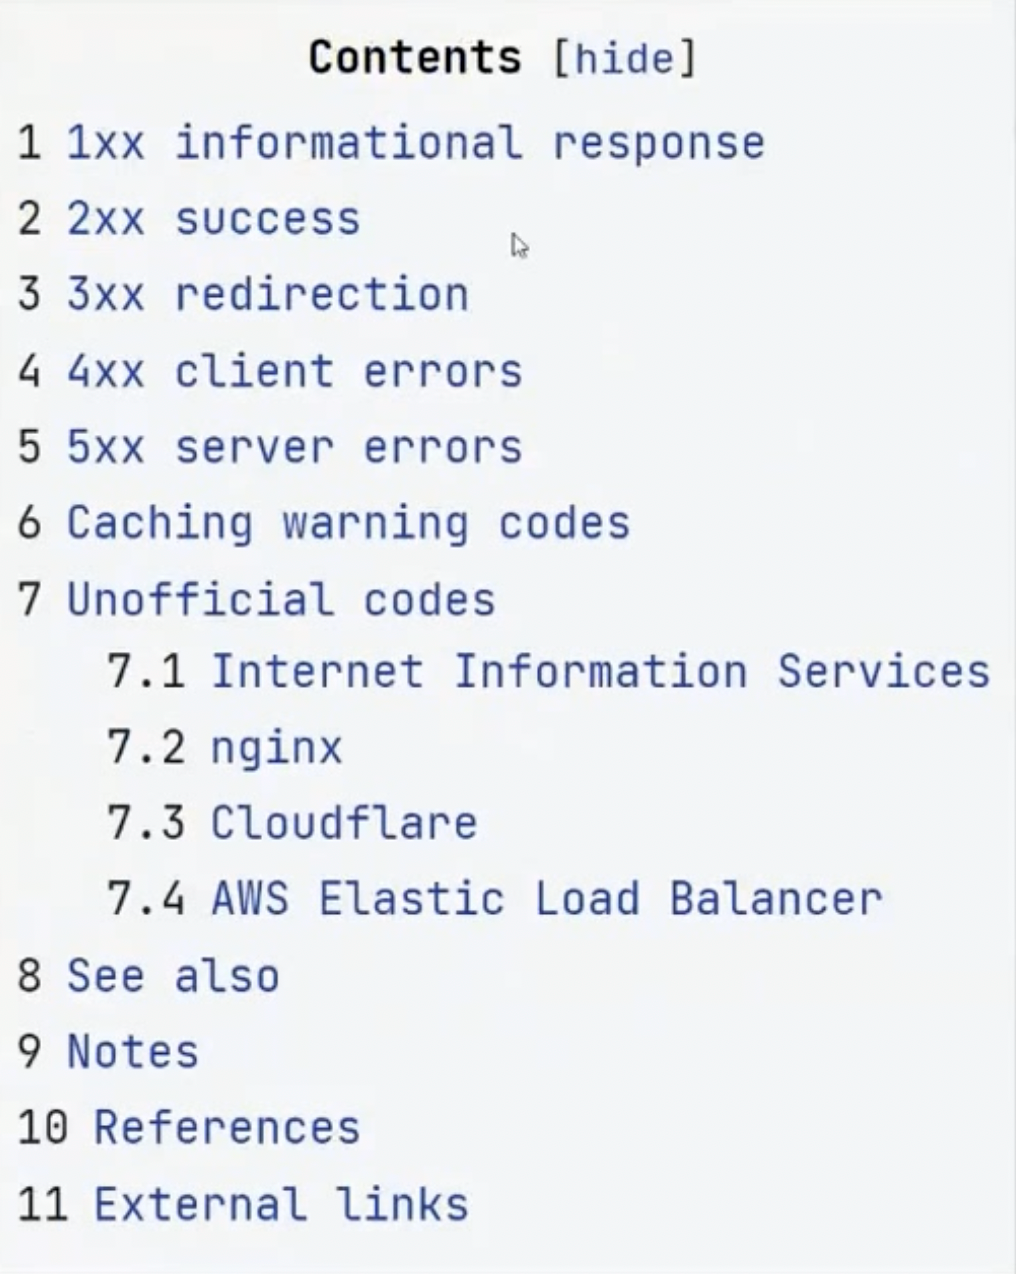 Contents [hide]
1 1xx informational response
2 2xx success
3 3xx redirection
4 4xx client errors
5 5xx server errors
6 Caching warning codes
7 Unofficial codes
7.1 Internet Information Services
7.2 nginx
7.3 Cloudflare
7.4 AWS Elastic Load Balancer
8 See also
9 Notes
10 References
11 External links